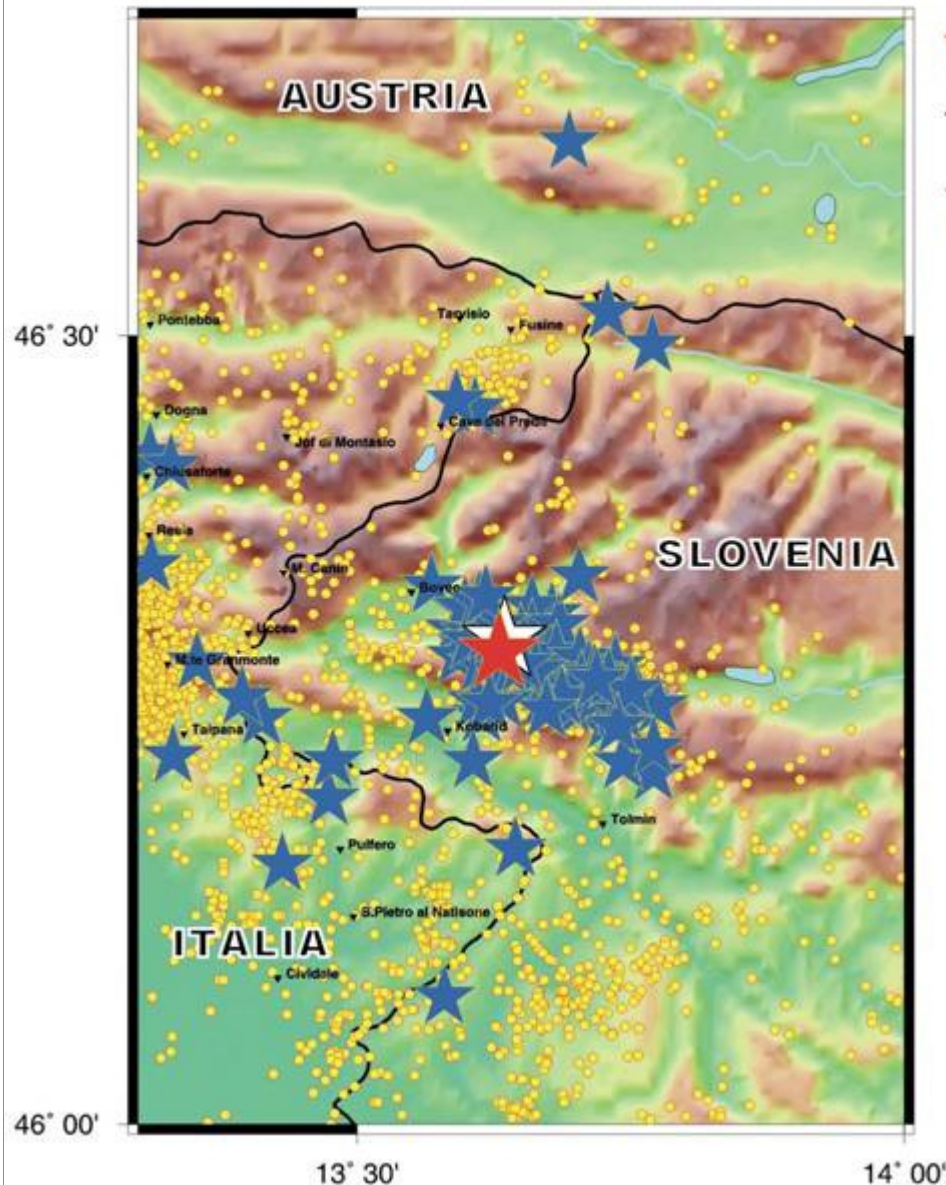 AUSTRIA
46° 30'
Pontebba
Tarvisio
Fusine
Dogna
Cave del Predil
Jof di Montasio
Chiusaforte
Resia
SLOVENIA
M. Canin
Bovec
Uccea
M.te Granmonte
Taipana'
Kobarid
Tolmin
Pulfero
S.Pietro al Natisone
ITALIA
Cividale
46° 00'
13° 30'
14° 00'